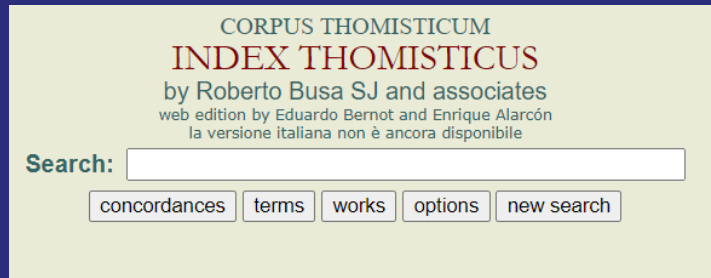 CORPUS THOMISTICUM
INDEX THOMISTICUS
by Roberto Busa SJ and associates
web edition by Eduardo Bernot and Enrique Alarcón
la versione italiana non è ancora disponibile
Search:
concordances terms works options new search